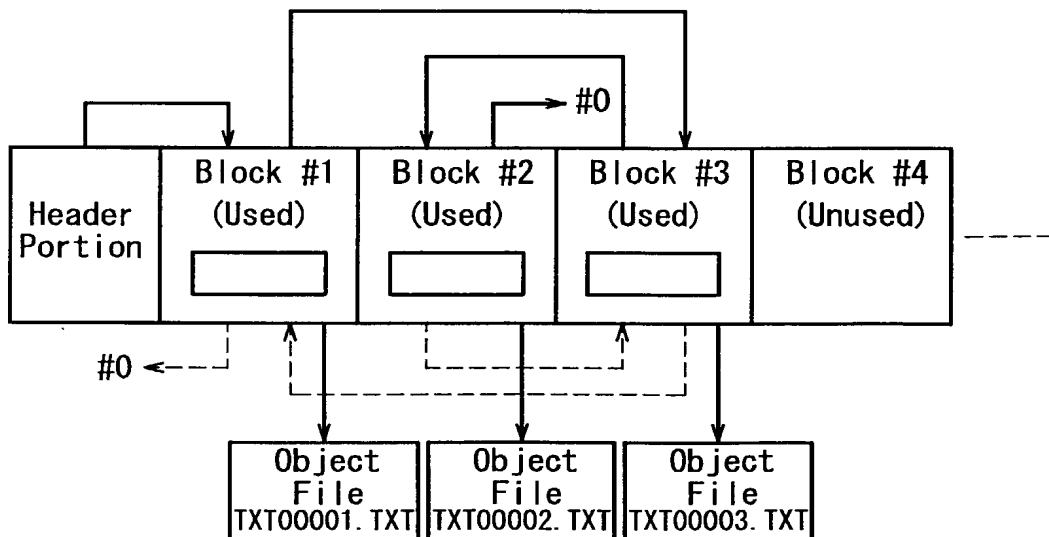 #0
Header
Portion
Block #1
(Used)
Block #2
(Used)
Block #3
(Used)
Block #4
(Unused)
#0
Object
File
TXT00001.TXT
Object
File
TXT00002.TXT
Object
File
TXT00003.TXT